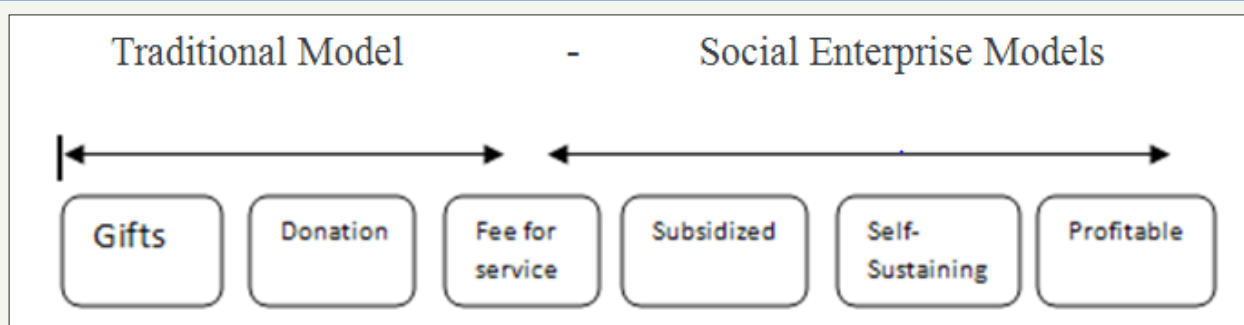 Traditional Model - Social Enterprise Models
Gifts
Donation
Fee for
service
Subsidized
Self-
Sustaining
Profitable